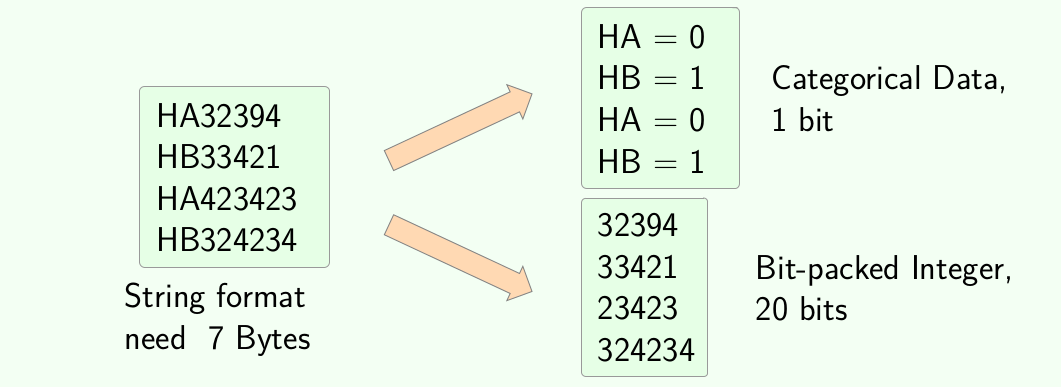 HA32394
HB33421
HA423423
HB324234
String format
need 7 Bytes
HA = 0
HB = 1
HA = 0
HB = 1
Categorical Data,
1 bit
32394
33421
23423
324234
Bit-packed Integer,
20 bits